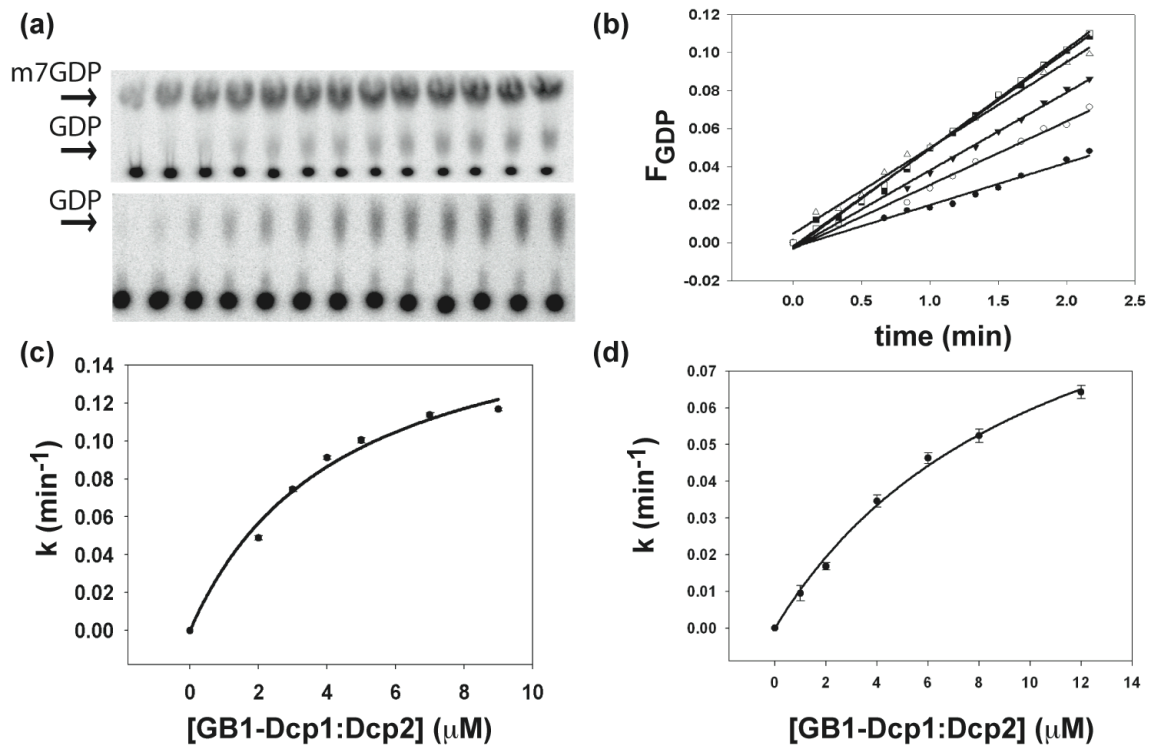 (a)
m7GDP
GDP
GDP
(b)
0.12
0.10
0.08
0.06
0.04
0.02
0.00
-0.02
FGDP
0.0 0.5 1.0 1.5 2.0 2.5
time (min)
(c)
0.14
0.12
0.10
0.08
0.06
0.04
0.02
0.00
k (min-1)
0 2 4 6 8 10
[GB1-Dcp1:Dcp2] (μM)
(d)
0.07
0.06
0.05
0.04
0.03
0.02
0.01
0.00
k (min-1)
0 2 4 6 8 10 12 14
[GB1-Dcp1:Dcp2] (μM)